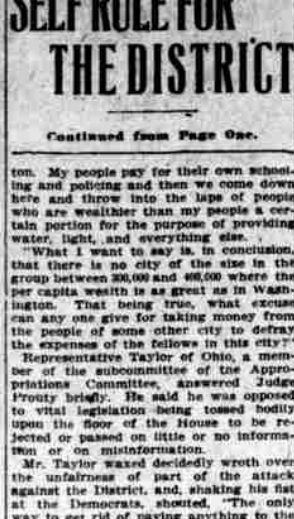 SELF RULE FOR
THE DISTRICT
Continued from Page One.
ton. My people pay for their own school-
ing and policing and then we come down
here and throw into the laps of people
who are wealthier than my people a cer-
tain portion for the purpose of providing
water, light, and everything else.
"What I want to say is, in conclusion,
that there is no city of the size in the
group between 300,000 and 400,000 where the
per capita wealth is as great as in Wash-
ington. That being true, what excuse
can any one give for taking money from
the people of some other city to defray
the expenses of the fellows in this city?"
Representative Taylor of Ohio, a mem-
ber of the subcommittee of the Appro-
priations Committee, answered Judge
Prouty briefly. He said he was opposed
to vital legislation being tossed bodily
upon the floor of the House to be re-
jected or passed on little or no informa-
tion or on misinformation.
Mr. Taylor waxed decidedly wroth over
the unfairness of part of the attack
against the District, and, shaking his fist
at the Democrats, shouted, "The only
way to get rid of paying anything to the